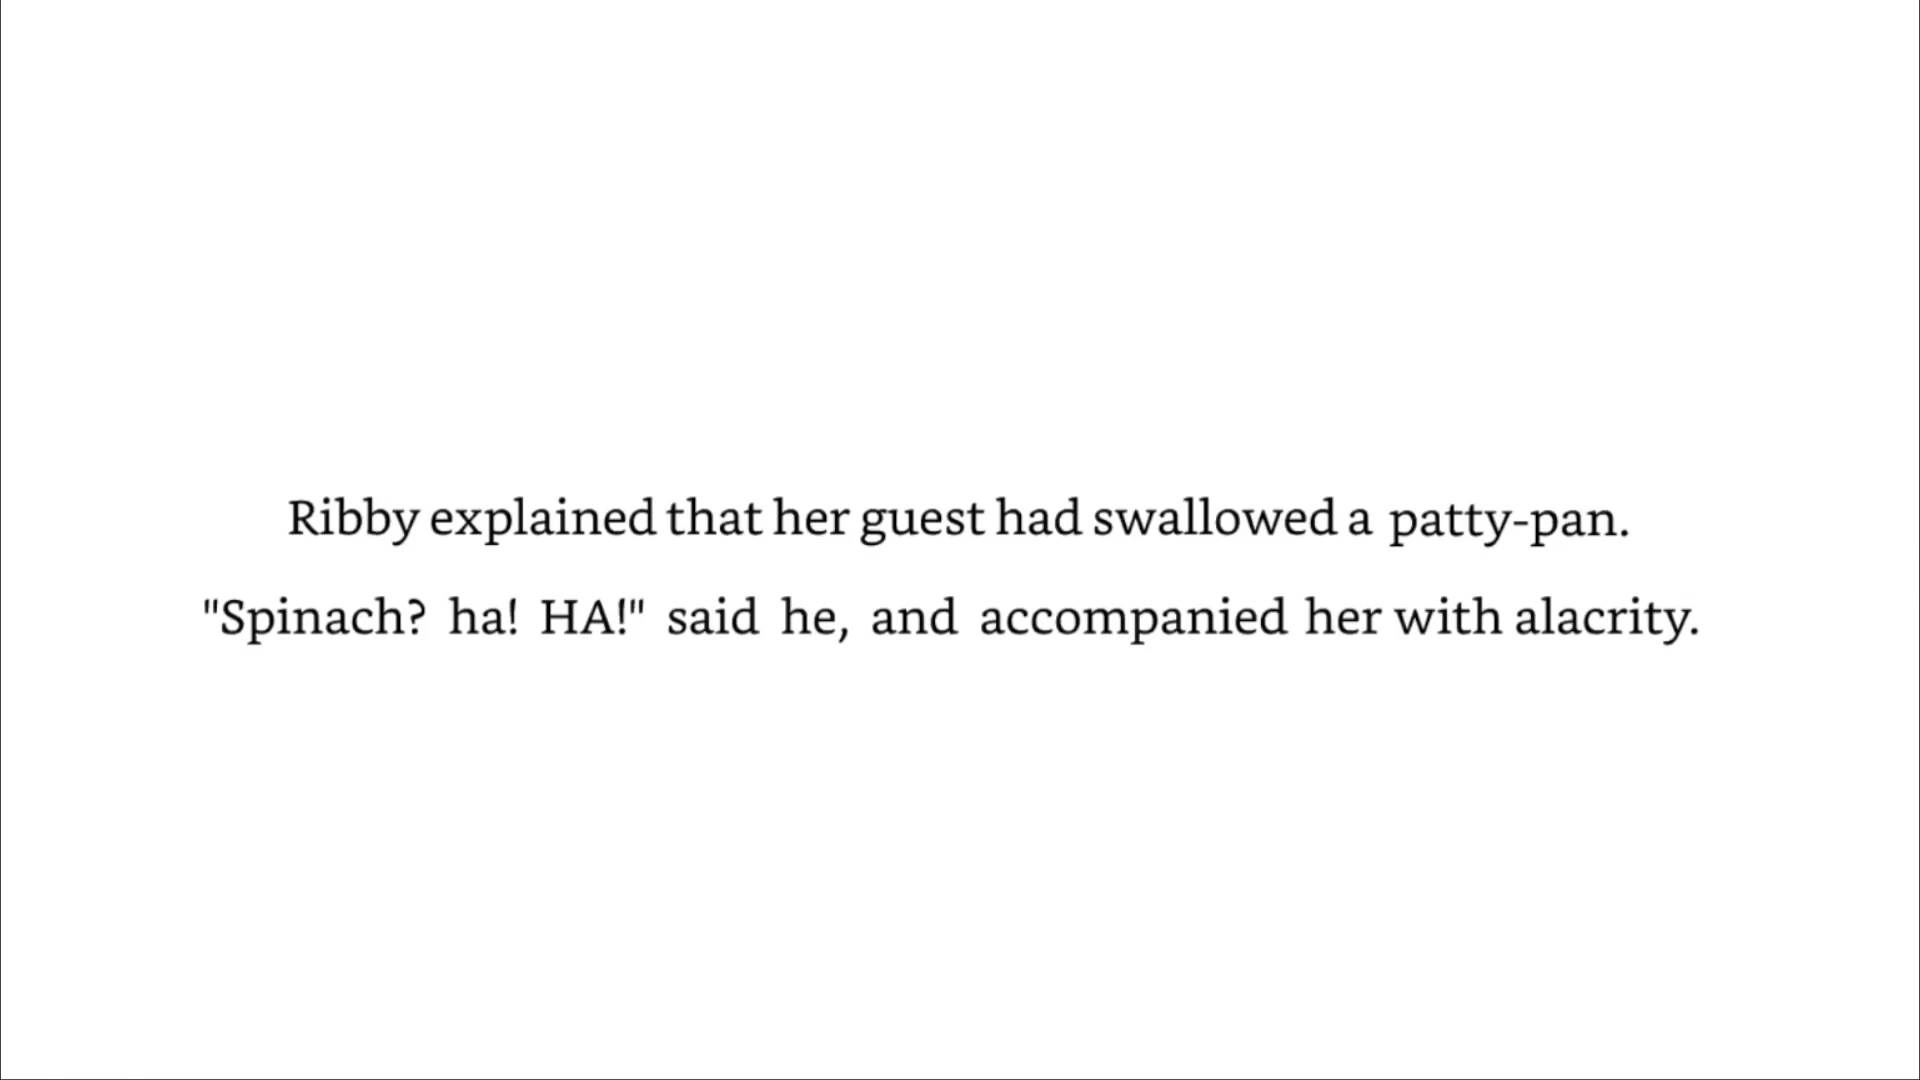 Ribby explained that her guest had swallowed a patty-pan.
"Spinach? ha! HA!" said he, and accompanied her with alacrity.